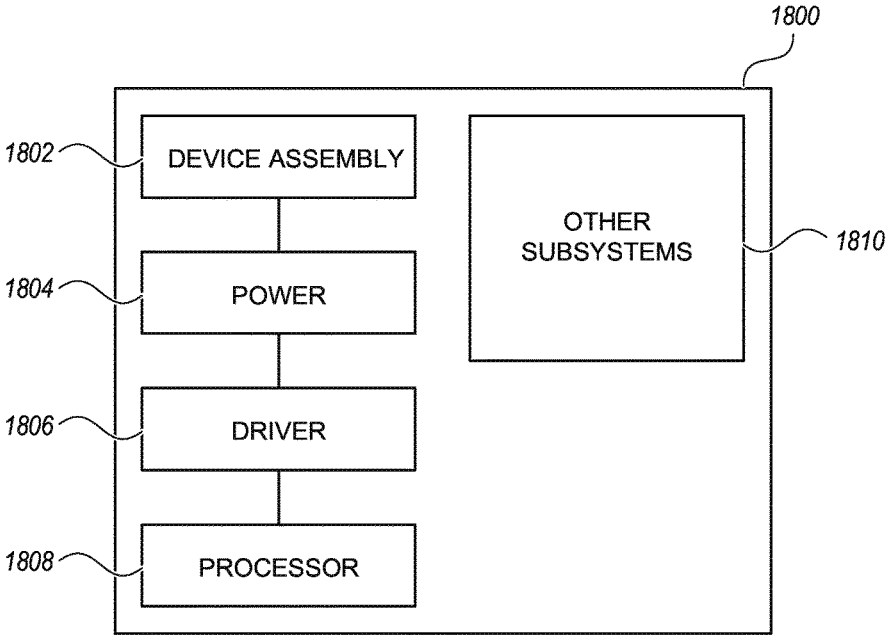 1800
1802
DEVICE ASSEMBLY
OTHER
SUBSYSTEMS
1810
1804
POWER
1806
DRIVER
1808
PROCESSOR